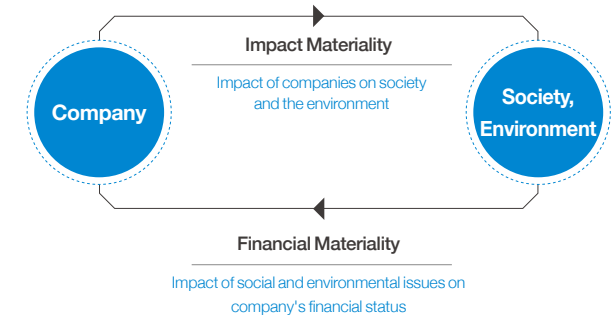 Impact Materiality
Impact of companies on society
and the environment
Company
Society,
Environment
Financial Materiality
Impact of social and environmental issues on
company's financial status